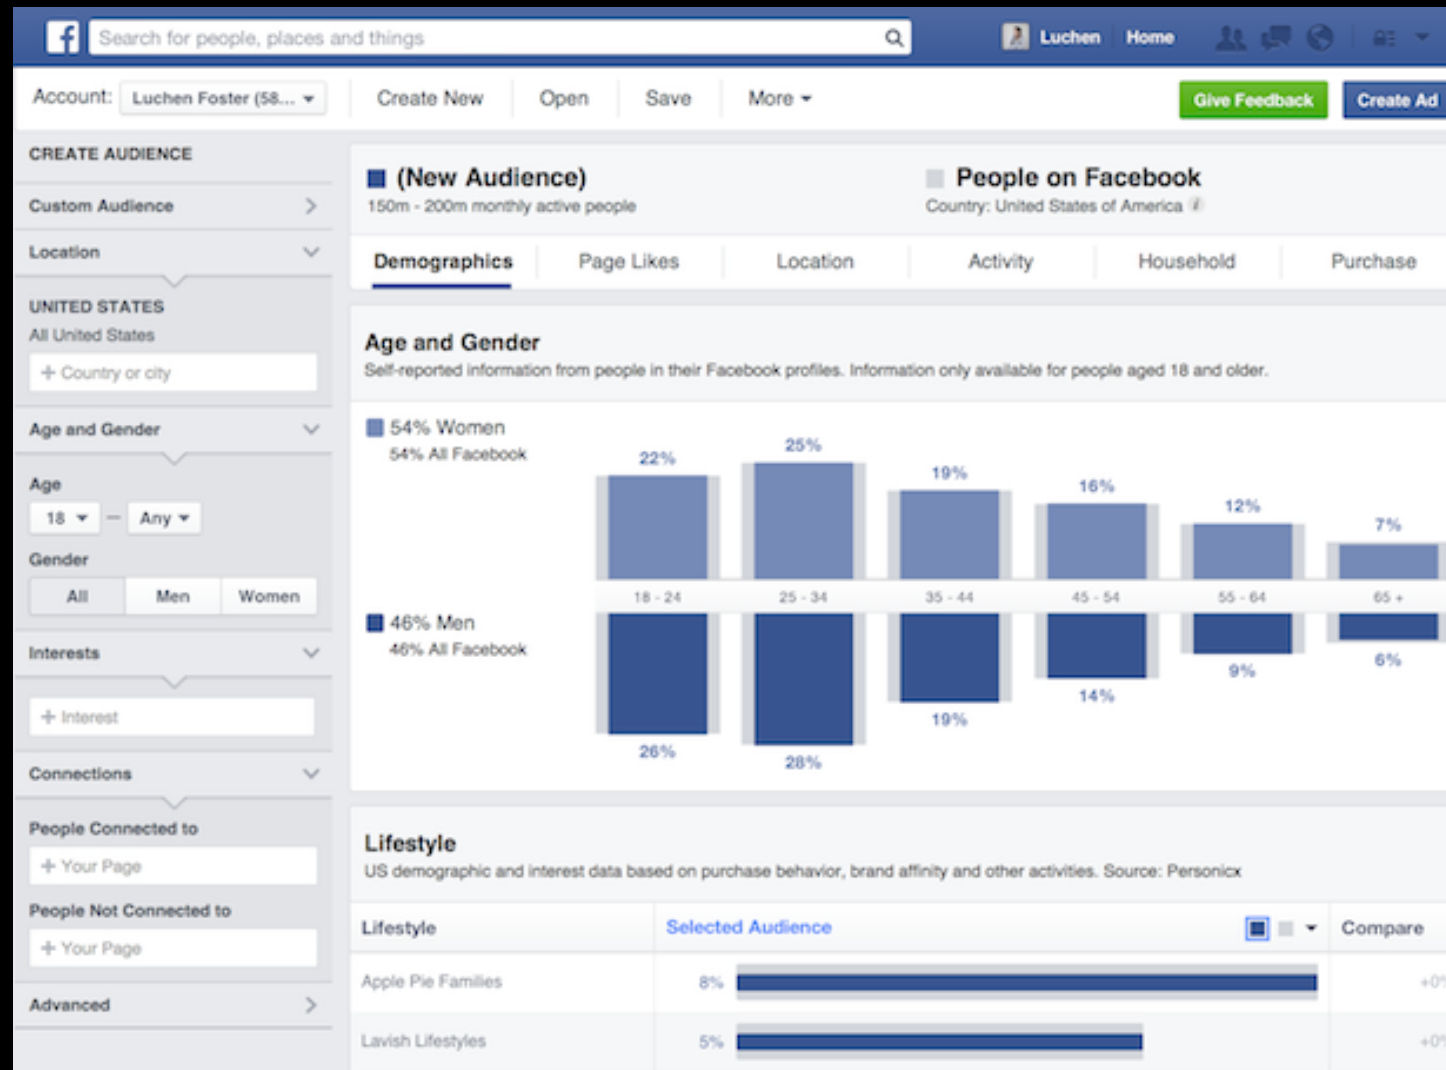 f
Search for people, places and things
Luchen Home
Account: Luchen Foster (58...
Create New Open Save More
Give Feedback Create Ad
CREATE AUDIENCE
Custom Audience
Location
UNITED STATES
All United States
+ Country or city
Age and Gender
Age
18 – Any
Gender
All Men Women
Interests
+ Interest
Connections
People Connected to
+ Your Page
People Not Connected to
+ Your Page
Advanced
(New Audience)
150m - 200m monthly active people
People on Facebook
Country: United States of America i
Demographics Page Likes Location Activity Household Purchase
Age and Gender
Self-reported information from people in their Facebook profiles. Information only available for people aged 18 and older.
54% Women
54% All Facebook
22% 25% 19% 16% 12% 7%
18 - 24 25 - 34 35 - 44 45 - 54 55 - 64 65 +
46% Men
46% All Facebook
26% 28% 19% 14% 9% 6%
Lifestyle
US demographic and interest data based on purchase behavior, brand affinity and other activities. Source: Personicx
Lifestyle Selected Audience Compare
Apple Pie Families 8% +0%
Lavish Lifestyles 5% +0%